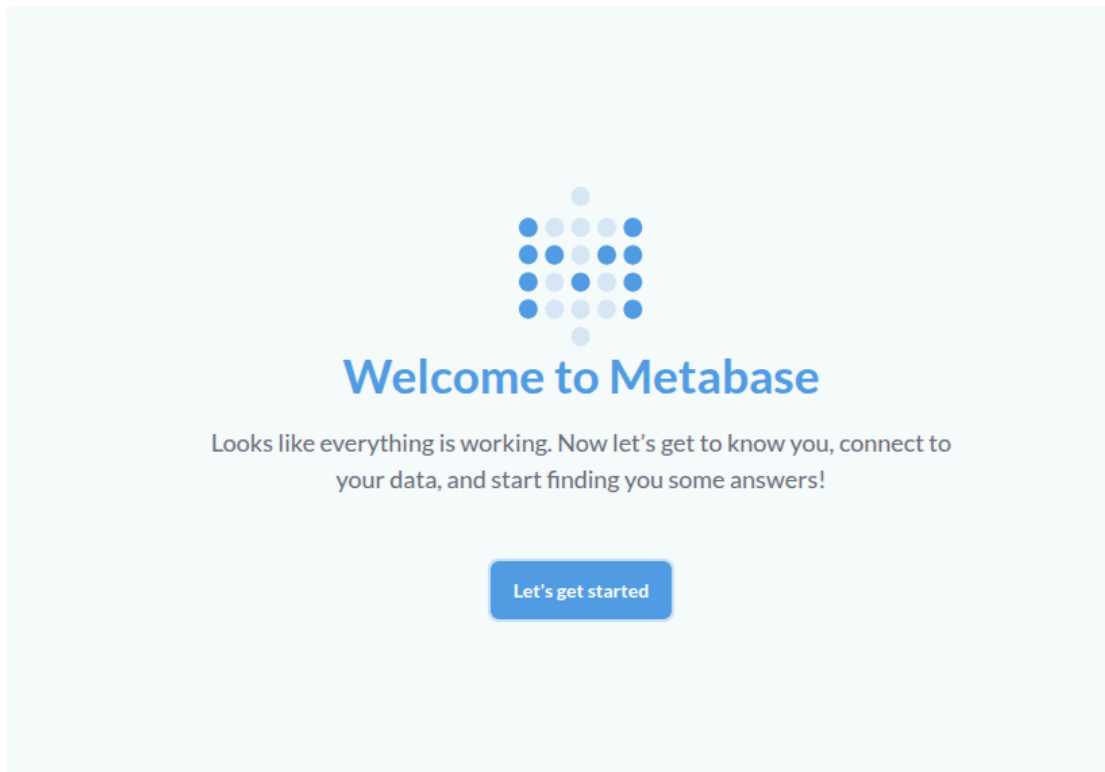 Welcome to Metabase
Looks like everything is working. Now let’s get to know you, connect to
your data, and start finding you some answers!
Let's get started